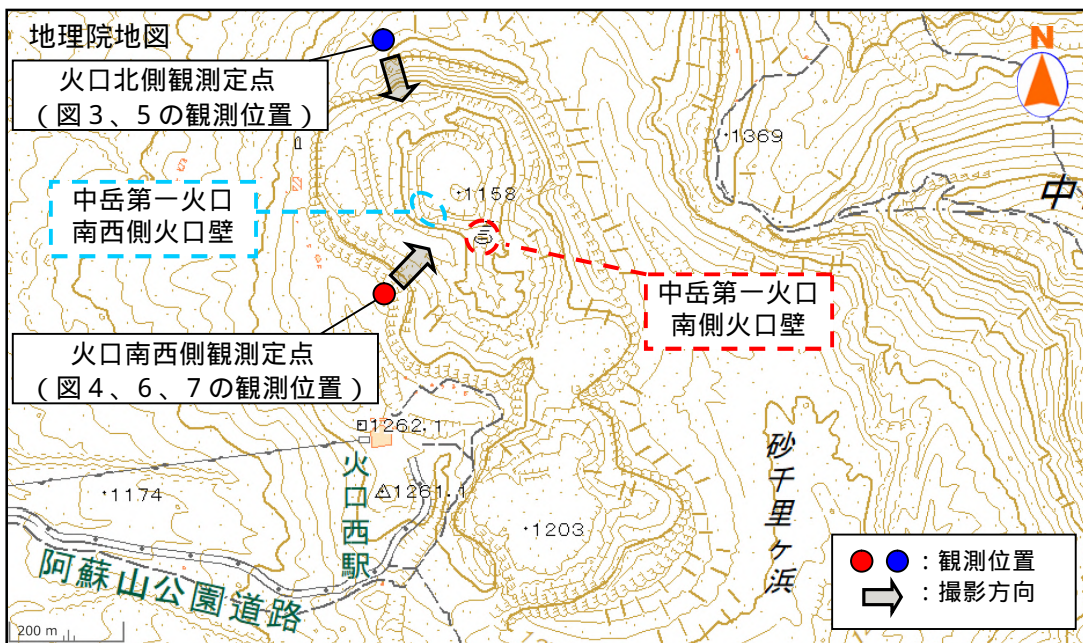 地理院地図
火口北側観測定点
（図３、５の観測位置）
N
1369
中
1158
中岳第一火口
南西側火口壁
中岳第一火口
南側火口壁
火口南西側観測定点
（図４、６、７の観測位置）
1262.1
火口西駅
1261.1
1174
1203
砂千里ヶ浜
阿蘇山公園道路
：観測位置
：撮影方向
200 m